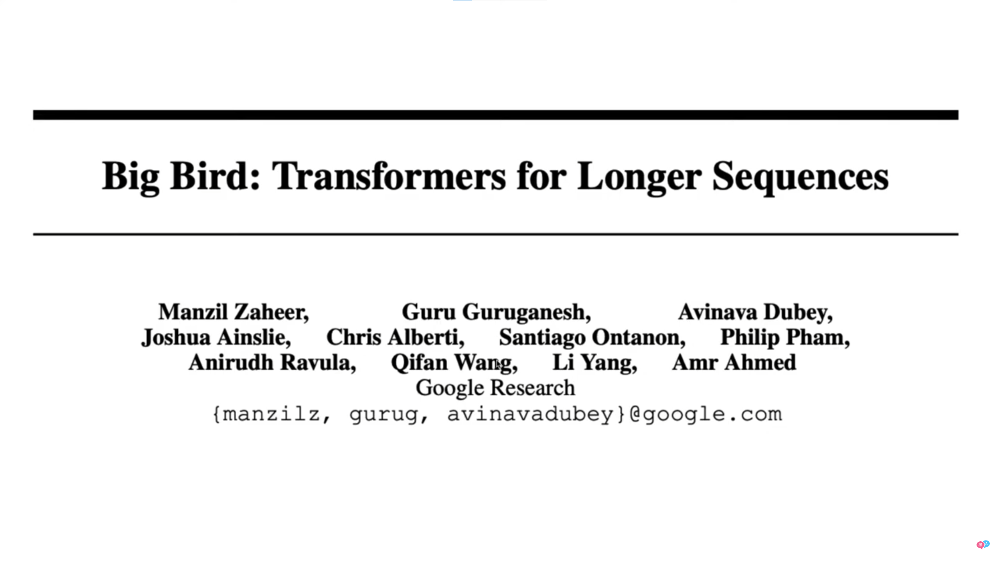 Big Bird: Transformers for Longer Sequences
Manzil Zaheer, Guru Guruganesh, Avinava Dubey,
Joshua Ainslie, Chris Alberti, Santiago Ontanon, Philip Pham,
Anirudh Ravula, Qifan Wang, Li Yang, Amr Ahmed
Google Research
{manzilz, gurug, avinavadubey}@google.com
あ A